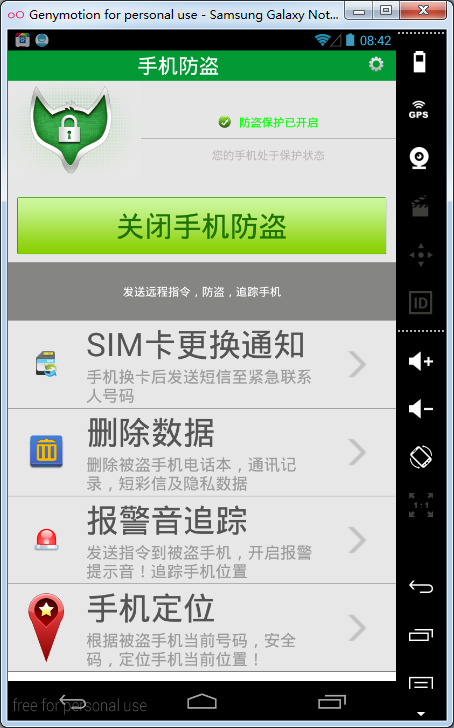 Genymotion for personal use - Samsung Galaxy Not...
08:42
手机防盗
GPS
防盗保护已开启
您的手机处于保护状态
关闭手机防盗
ID
发送远程指令，防盗，追踪手机
SIM卡更换通知
手机换卡后发送短信至紧急联系
人号码
删除数据
删除被盗手机电话本，通讯记
录，短彩信及隐私数据
1:1
报警音追踪
发送指令到被盗手机，开启报警
提示音！追踪手机位置
手机定位
根据被盗手机当前号码，安全
码，定位手机当前位置！
free for personal use